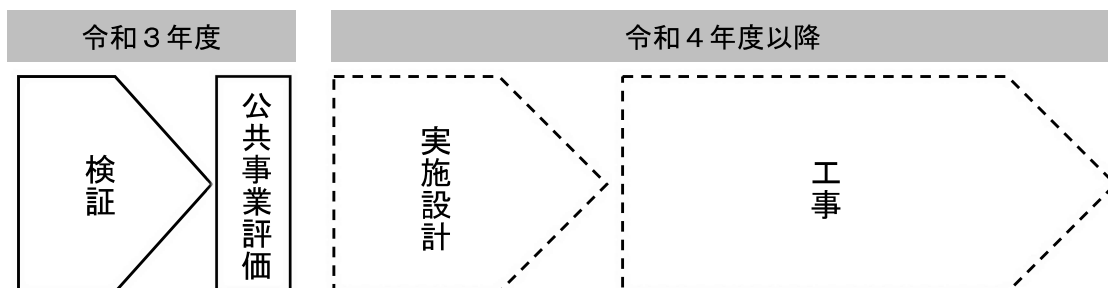 令和３年度
令和４年度以降
検証
公共事業評価
実施設計
工事